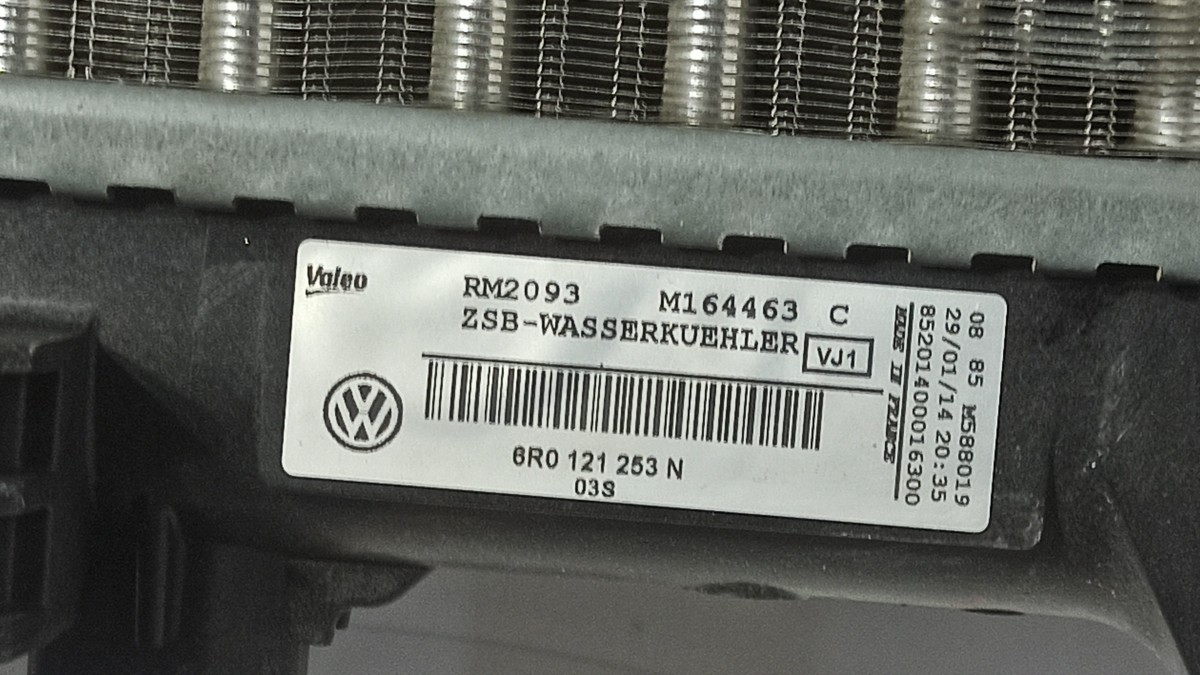 Valeo
RM2093 M164463 C
ZSB-WASSERKUEHLER VJ1
6R0 121 253 N
03S
08 85 M588019
29/01/14 20:35
85201400016300
MADE IN FRANCE